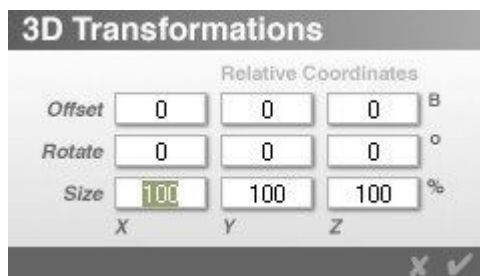 3D Transformations
Relative Coordinates
Offset 0 0 0 B
Rotate 0 0 0 °
Size 100 100 100 %
X Y Z